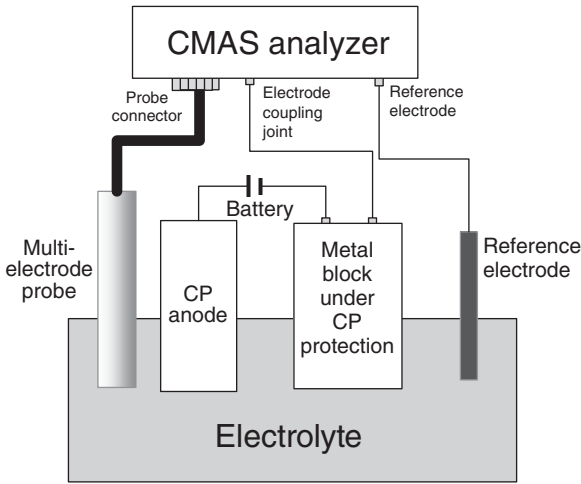 CMAS analyzer
Probe
connector
Electrode
coupling
joint
Reference
electrode
Battery
Multi-
electrode
probe
CP
anode
Metal
block
under
CP
protection
Reference
electrode
Electrolyte